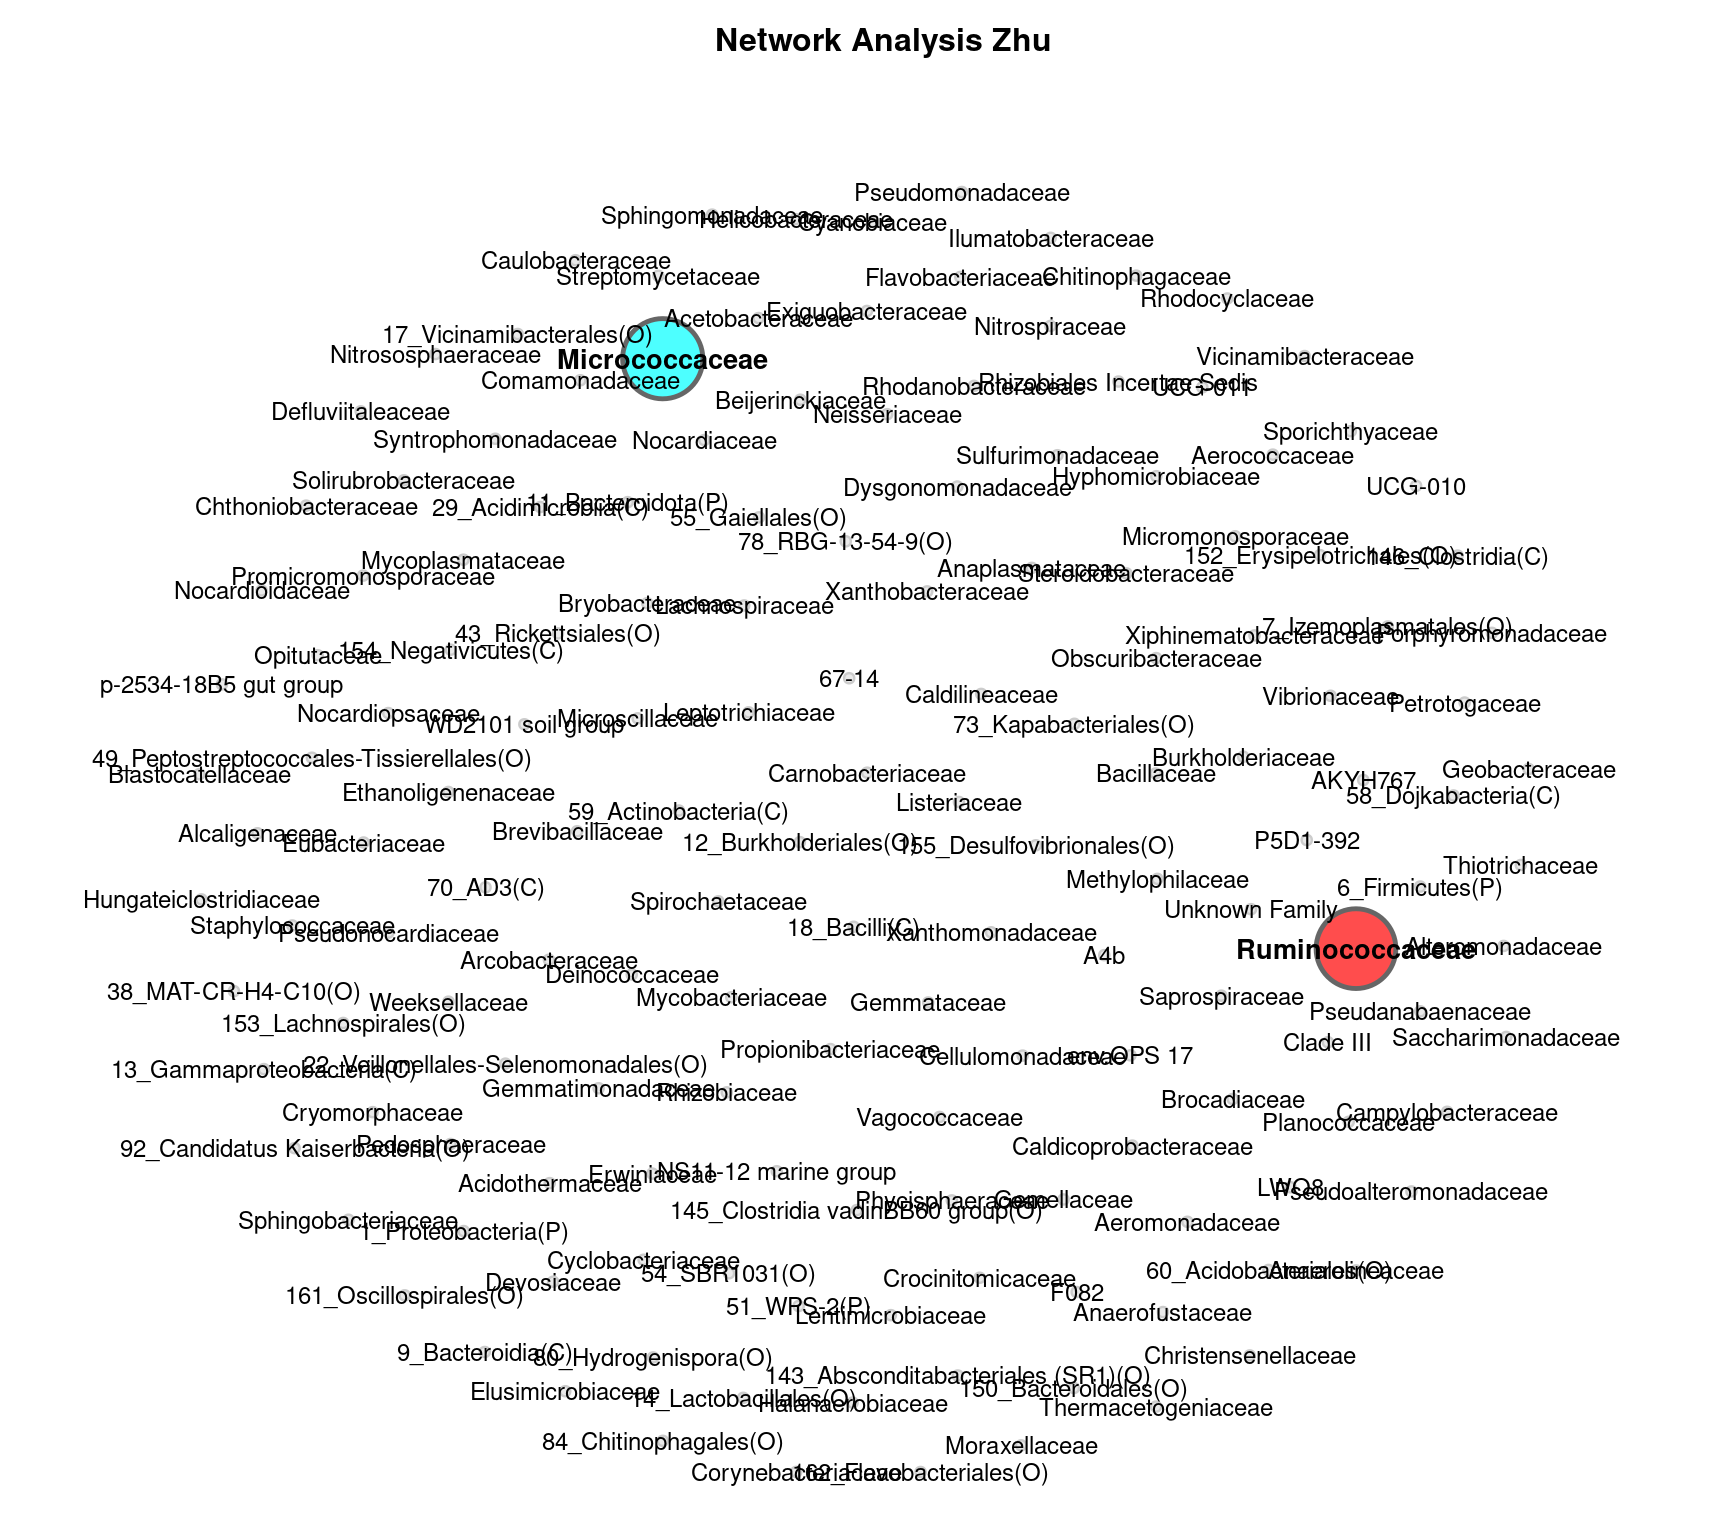 Network Analysis Zhu
Pseudomonadaceae
Sphingomonadaceae
Helicobacteraceae
Cyanobiaceae
Ilumatobacteraceae
Caulobacteraceae
Streptomycetaceae
Flavobacteriaceae
Chitinophagaceae
Rhodocyclaceae
Exiguobacteraceae
Acetobacteraceae
Nitrospiraceae
17_Vicinamibacterales(O)
Nitrososphaeraceae
Micrococcaceae
Vicinamibacteraceae
Comamonadaceae
Rhodanobacteraceae
Rhizobiales Incertae Sedis
UCG-011
Beijerinckiaceae
Neisseriaceae
Defluviitaleaceae
Sporichthyaceae
Syntrophomonadaceae
Nocardiaceae
Sulfurimonadaceae
Aerococcaceae
Hyphomicrobiaceae
Solirubrobacteraceae
Dysgonomonadaceae
UCG-010
Chthoniobacteraceae
29_Acidimicrobiia(C)
11_Bacteroidota(P)
55_Gaiellales(O)
78_RBG-13-54-9(O)
Micromonosporaceae
152_Erysipelotrichales(O)
146_Clostridia(C)
Mycoplasmataceae
Anaplasmataceae
Steroidobacteraceae
Promicromonosporaceae
Nocardioidaceae
Xanthobacteraceae
Bryobacteraceae
Lachnospiraceae
43_Rickettsiales(O)
7_Izemoplasmatales(O)
Xiphinematobacteraceae
Porphyromonadaceae
Opitutaceae
154_Negativicutes(C)
Obscuribacteraceae
p-2534-18B5 gut group
67-14
Caldilineaceae
Vibrionaceae
Petrotogaceae
Nocardiopsaceae
WD2101 soil group
Microscillaceae
Leptotrichiaceae
73_Kapabacteriales(O)
49_Peptostreptococcales-Tissierellales(O)
Burkholderiaceae
Blastocatellaceae
Carnobacteriaceae
Bacillaceae
AKYH767
Geobacteraceae
Ethanoligenenaceae
58_Dojkabacteria(C)
59_Actinobacteria(C)
Listeriaceae
Alcaligenaceae
Eubacteriaceae
Brevibacillaceae
12_Burkholderiales(O)
155_Desulfovibrionales(O)
P5D1-392
Thiotrichaceae
70_AD3(C)
Methylophilaceae
6_Firmicutes(P)
Hungateiclostridiaceae
Spirochaetaceae
Unknown Family
Staphylococcaceae
Pseudonocardiaceae
18_Bacilli(C)
Xanthomonadaceae
Ruminococcaceae
Alteromonadaceae
Arcobacteraceae
A4b
Deinococcaceae
38_MAT-CR-H4-C10(O)
Weeksellaceae
Mycobacteriaceae
Gemmataceae
Saprospiraceae
Pseudanabaenaceae
153_Lachnospirales(O)
Clade III
Saccharimonadaceae
Propionibacteriaceae
Cellulomonadaceae
env.OPS 17
13_Gammaproteobacteria(C)
22_Veillonellales-Selenomonadales(O)
Gemmatimonadaceae
Rhizobiaceae
Brocadiaceae
Cryomorphaceae
Vagococcaceae
Planococcaceae
Campylobacteraceae
92_Candidatus Kaiserbacteria(O)
Pedosphaeraceae
Caldicoprobacteraceae
Erwiniaceae
NS11-12 marine group
Acidothermaceae
LWO8
Pseudoalteromonadaceae
Phycisphaeraceae
Gemellaceae
145_Clostridia vadinBB60 group(O)
Sphingobacteriaceae
1_Proteobacteria(P)
Aeromonadaceae
Cyclobacteriaceae
54_SBR1031(O)
60_Acidobacteriales(O)
Anaerolineaceae
Devosiaceae
Crocinitomicaceae
161_Oscillospirales(O)
F082
51_WPS-2(P)
Lentimicrobiaceae
Anaerofustaceae
9_Bacteroidia(C)
80_Hydrogenispora(O)
Christensenellaceae
143_Absconditabacteriales (SR1)(O)
150_Bacteroidales(O)
Elusimicrobiaceae
14_Lactobacillales(O)
Halanaerobiaceae
Thermacetogeniaceae
84_Chitinophagales(O)
Moraxellaceae
Corynebacteriaceae
162_Flavobacteriales(O)